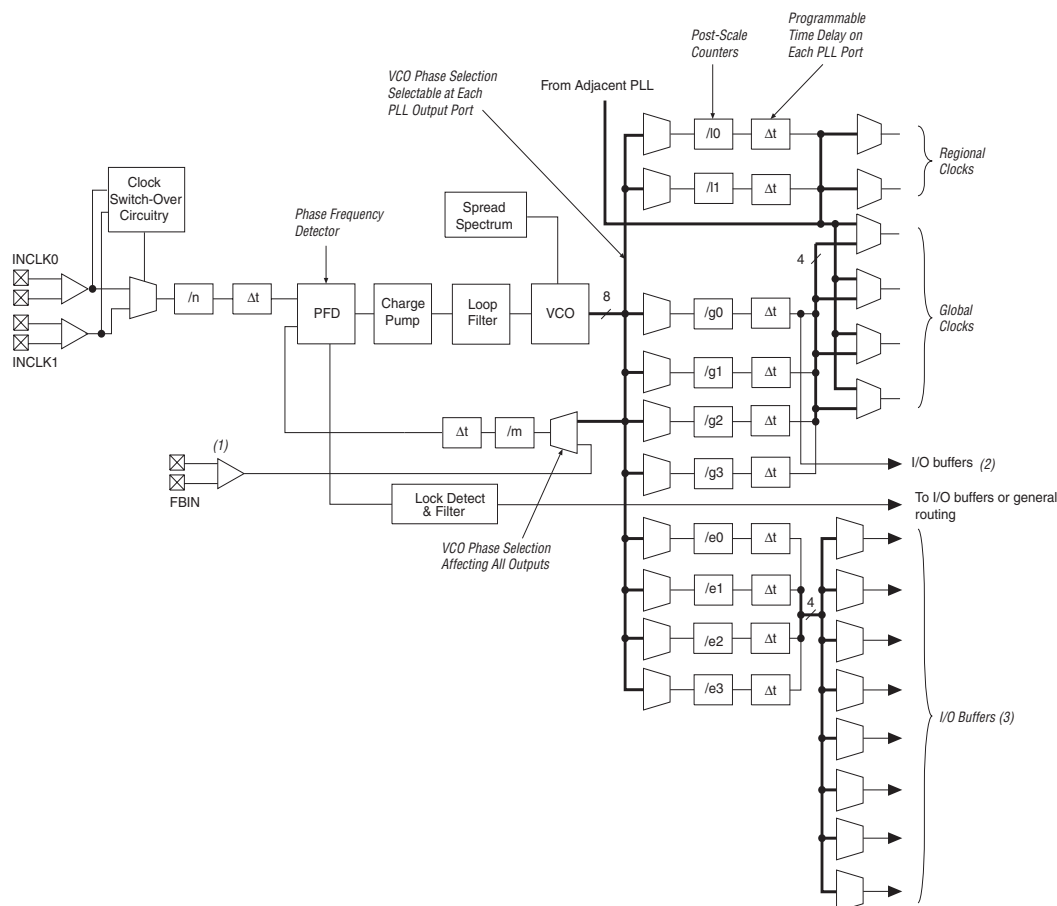 Post-Scale
Counters
Programmable
Time Delay on
Each PLL Port
VCO Phase Selection
Selectable at Each
PLL Output Port
From Adjacent PLL
/l0
Δt
Regional
Clocks
/l1
Δt
Clock
Switch-Over
Circuitry
Spread
Spectrum
Phase Frequency
Detector
INCLK0
INCLK1
/n
Δt
PFD
Charge
Pump
Loop
Filter
VCO
8
4
/g0
Δt
Global
Clocks
/g1
Δt
/g2
Δt
/g3
Δt
Δt
/m
(1)
FBIN
I/O buffers (2)
Lock Detect
& Filter
To I/O buffers or general
routing
VCO Phase Selection
Affecting All Outputs
/e0
Δt
/e1
Δt
4
/e2
Δt
/e3
Δt
I/O Buffers (3)